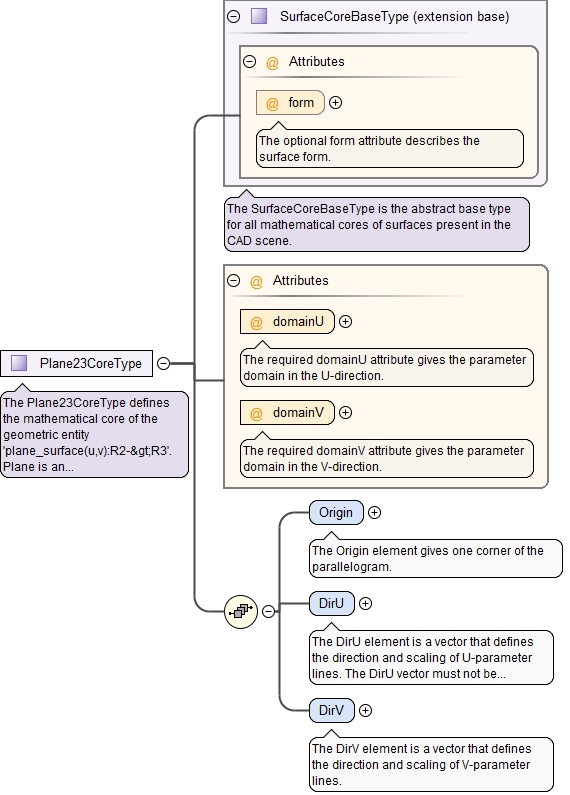 SurfaceCoreBaseType (extension base)
@ Attributes
@ form
The optional form attribute describes the
surface form.
The SurfaceCoreBaseType is the abstract base type
for all mathematical cores of surfaces present in the
CAD scene.
@ Attributes
@ domainU
The required domainU attribute gives the parameter
domain in the U-direction.
@ domainV
The required domainV attribute gives the parameter
domain in the V-direction.
Plane23CoreType
The Plane23CoreType defines
the mathematical core of the
geometric entity
'plane_surface(u,v):R2-&gt;R3'.
Plane is an...
Origin
The Origin element gives one corner of the
parallelogram.
DirU
The DirU element is a vector that defines
the direction and scaling of U-parameter
lines. The DirU vector must not be...
DirV
The DirV element is a vector that defines
the direction and scaling of V-parameter
lines.